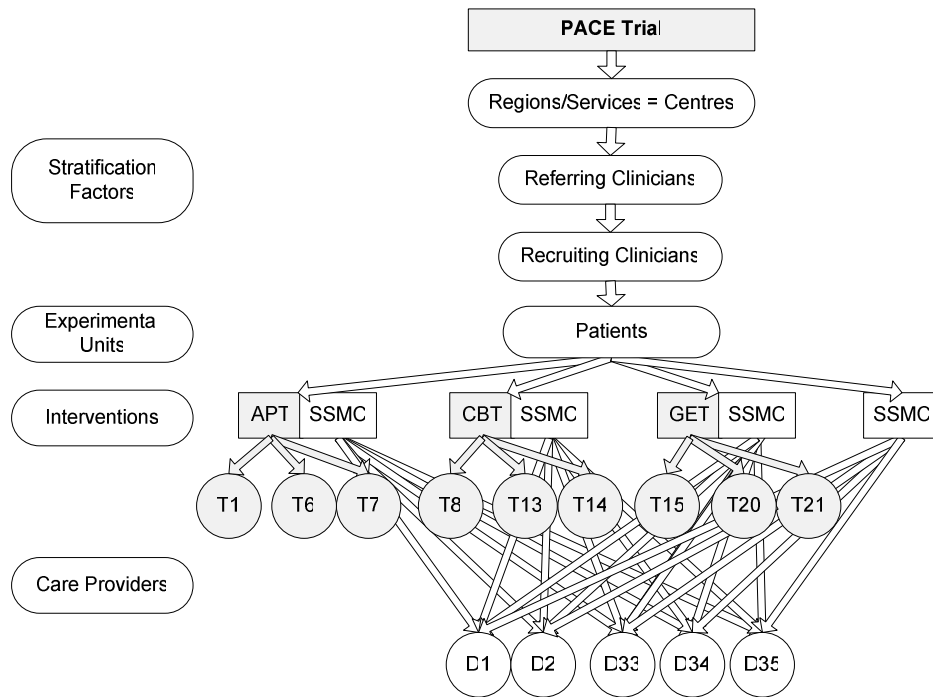 PACE Trial
Regions/Services = Centres
Stratification
Factors
Referring Clinicians
Recruiting Clinicians
Experimenta
Units
Patients
Interventions
APT SSMC CBT SSMC GET SSMC SSMC
T1 T6 T7 T8 T13 T14 T15 T20 T21
Care Providers
D1 D2 D33 D34 D35